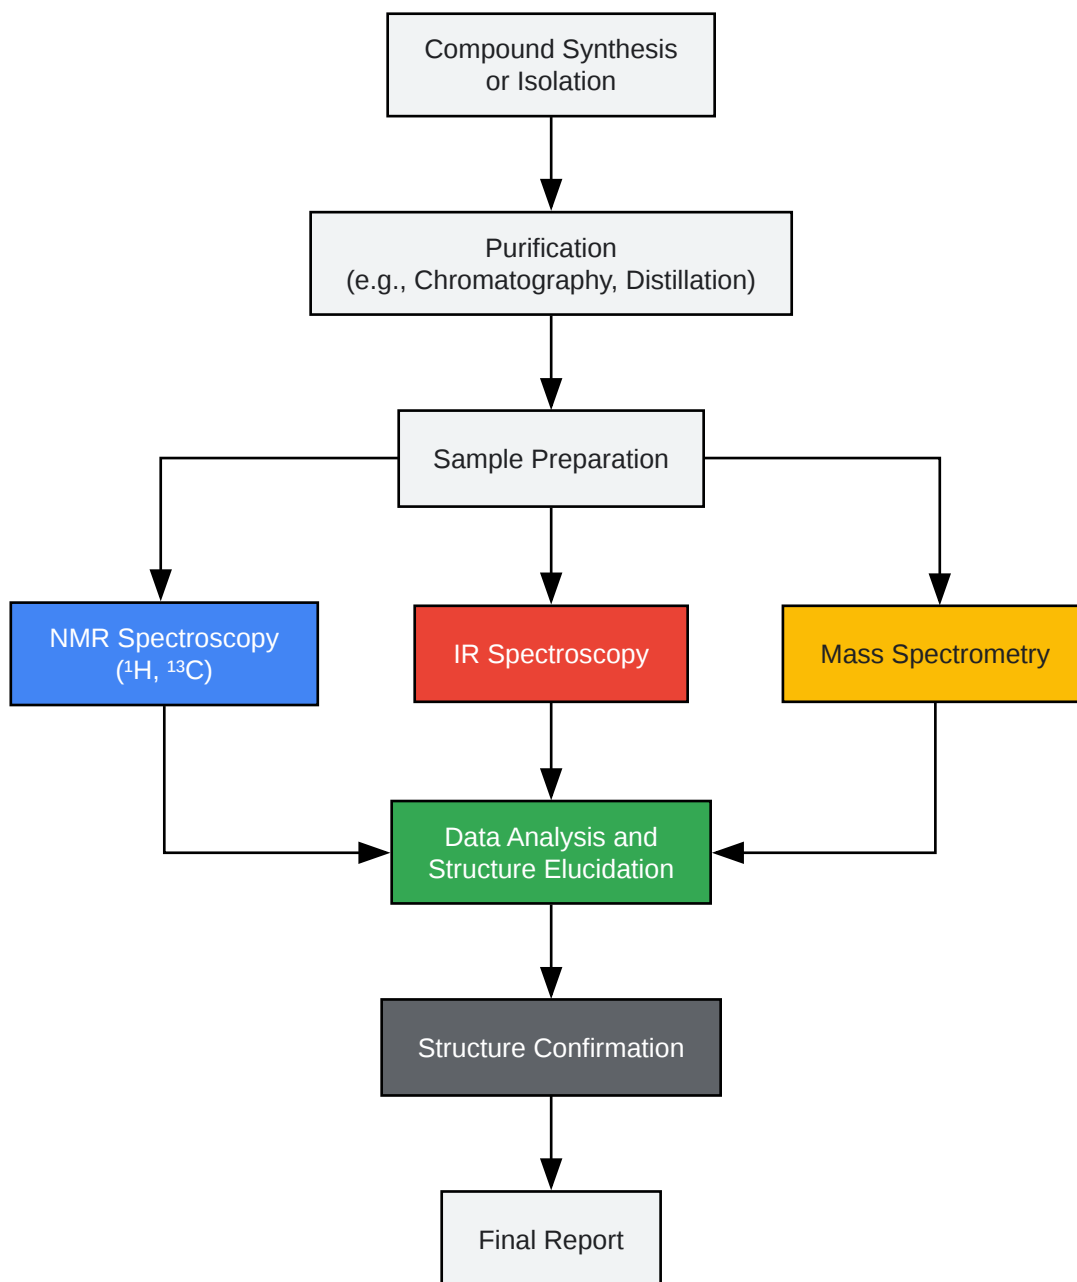 Compound Synthesis
or Isolation
Purification
(e.g., Chromatography, Distillation)
Sample Preparation
NMR Spectroscopy
(¹H, ¹³C)
IR Spectroscopy
Mass Spectrometry
Data Analysis and
Structure Elucidation
Structure Confirmation
Final Report